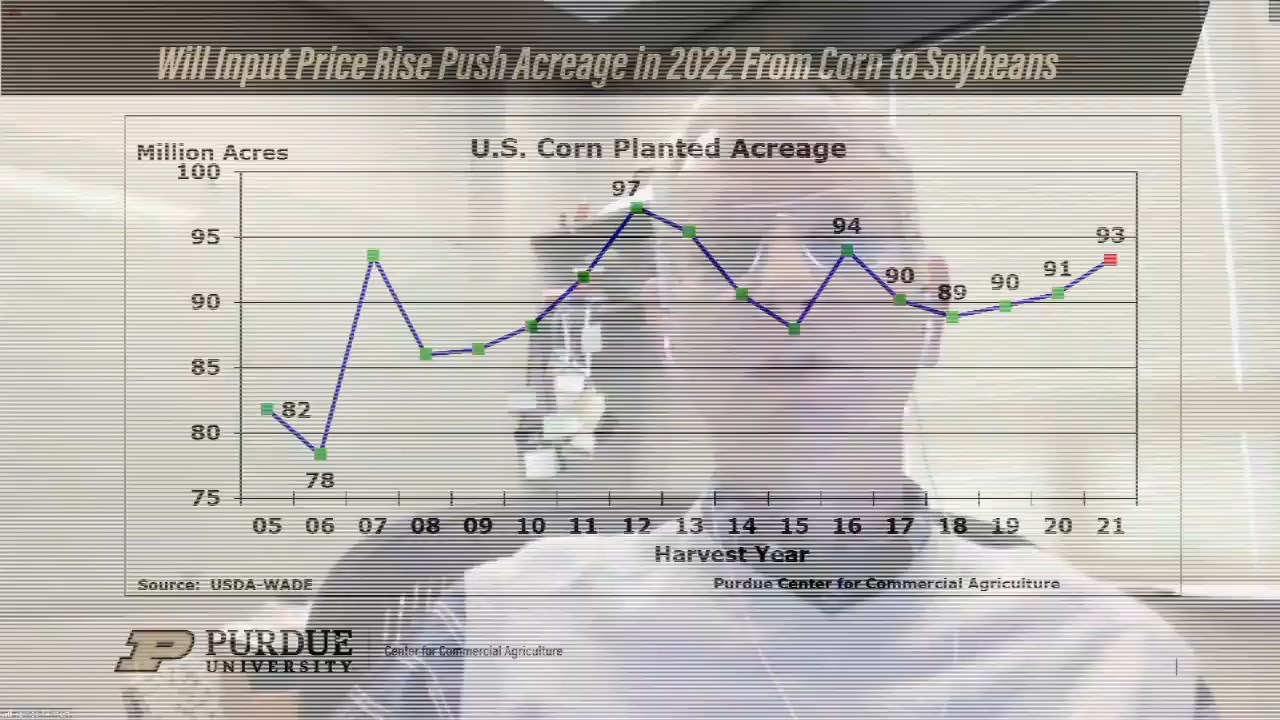 Will Input Price Rise Push Acreage in 2022 From Corn to Soybeans
U.S. Corn Planted Acreage
Million Acres
100
95
90
85
80
75
82
78
97
94
90
89
90
91
93
05 06 07 08 09 10 11 12 13 14 15 16 17 18 19 20 21
Harvest Year
Source: USDA-WADE
Purdue Center for Commercial Agriculture
PURDUE
UNIVERSITY
Center for Commercial Agriculture